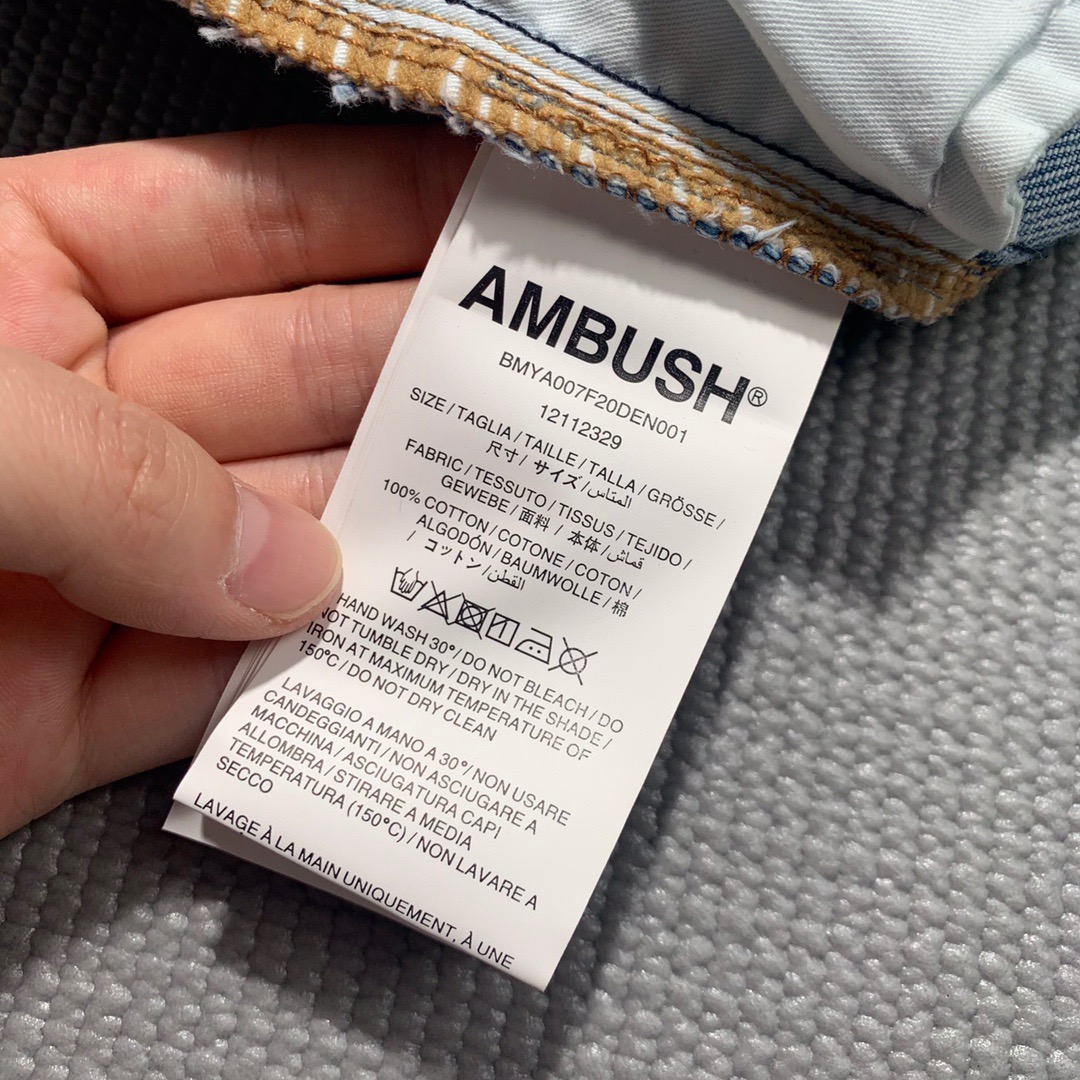 AMBUSH®
BMYA007F20DEN001
12112329
SIZE / TAGLIA / TAILLE / TALLA / GRÖSSE /
尺寸 / サイズ / المقاس
FABRIC / TESSUTO / TISSUS / TEJIDO /
GEWEBE / 面料 / 本体 / قماش
100% COTTON / COTONE / COTON /
ALGODÓN / BAUMWOLLE / 棉
/ コットン / القطن
HAND WASH 30° / DO NOT BLEACH / DO
NOT TUMBLE DRY / DRY IN THE SHADE /
IRON AT MAXIMUM TEMPERATURE OF
150°C / DO NOT DRY CLEAN
LAVAGGIO A MANO A 30° / NON USARE
CANDEGGIANTI / NON ASCIUGARE A
MACCHINA / ASCIUGATURA CAPI
ALLOMBRA / STIRARE A MEDIA
TEMPERATURA (150°C) / NON LAVARE A
SECCO
LAVAGE À LA MAIN UNIQUEMENT, À UNE